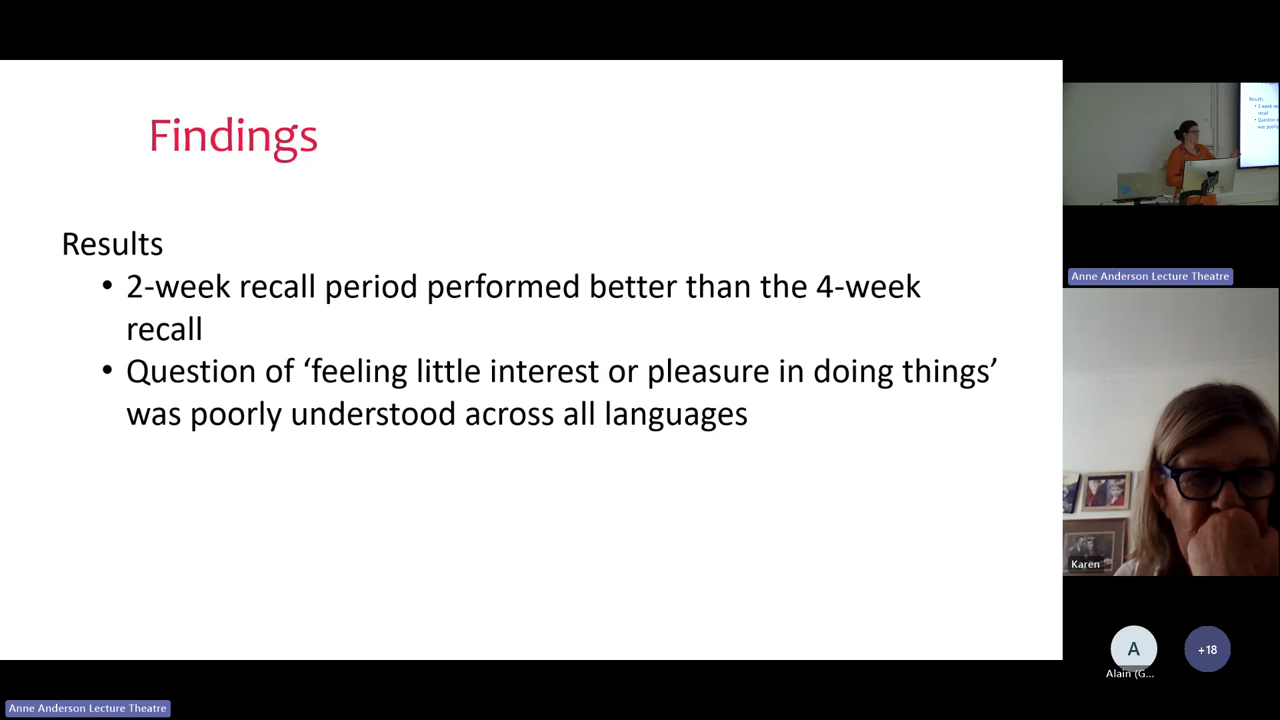 Findings
Results
• 2-week recall period performed better than the 4-week
recall
• Question of ‘feeling little interest or pleasure in doing things’
was poorly understood across all languages
Results
Anne Anderson Lecture Theatre
Karen
A
+18
Alain (G...
Anne Anderson Lecture Theatre